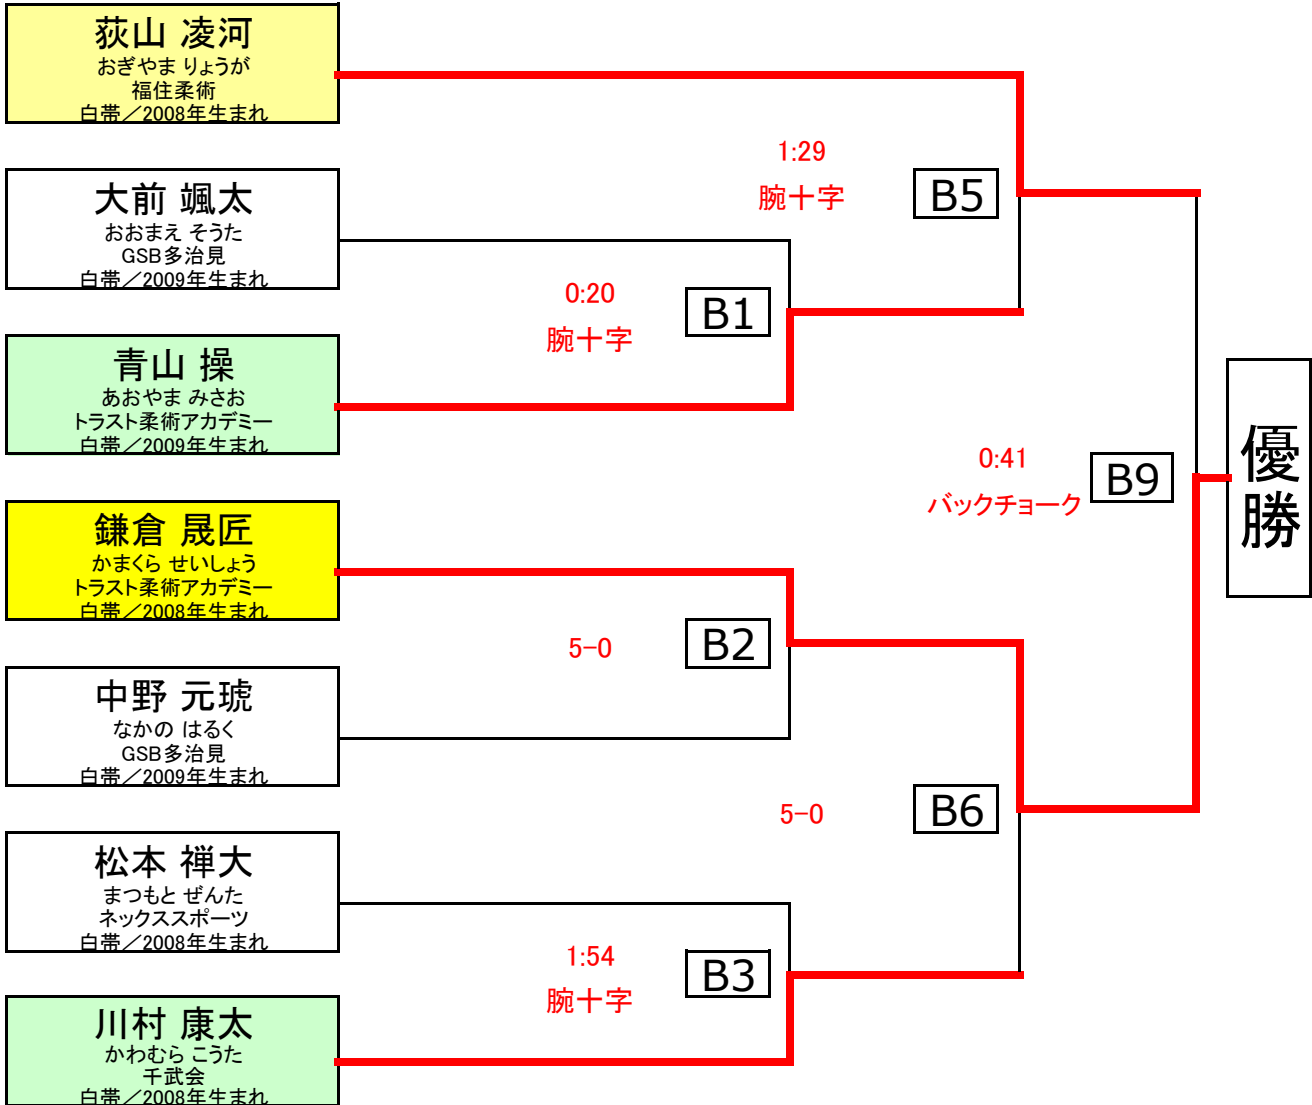 荻山 凌河
おぎやま りょうが
福住柔術
白帯／2008年生まれ
1:29
腕十字
B5
大前 颯太
おおまえ そうた
GSB多治見
白帯／2009年生まれ
0:20
腕十字
B1
青山 操
あおやま みさお
トラスト柔術アカデミー
白帯／2009年生まれ
0:41
バックチョーク
B9
優勝
鎌倉 晟匠
かまくら せいしょう
トラスト柔術アカデミー
白帯／2008年生まれ
5-0
B2
中野 元琥
なかの はるく
GSB多治見
白帯／2009年生まれ
5-0
B6
松本 禅大
まつもと ぜんた
ネックススポーツ
白帯／2008年生まれ
1:54
腕十字
B3
川村 康太
かわむら こうた
千武会
白帯／2008年生まれ